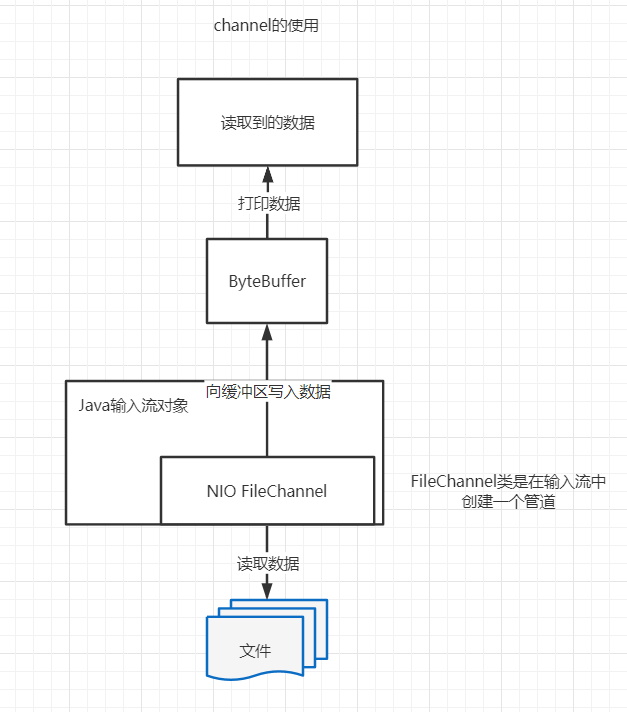 channel的使用
读取到的数据
打印数据
ByteBuffer
向缓冲区写入数据
Java输入流对象
NIO FileChannel
FileChannel类是在输入流中
创建一个管道
读取数据
文件